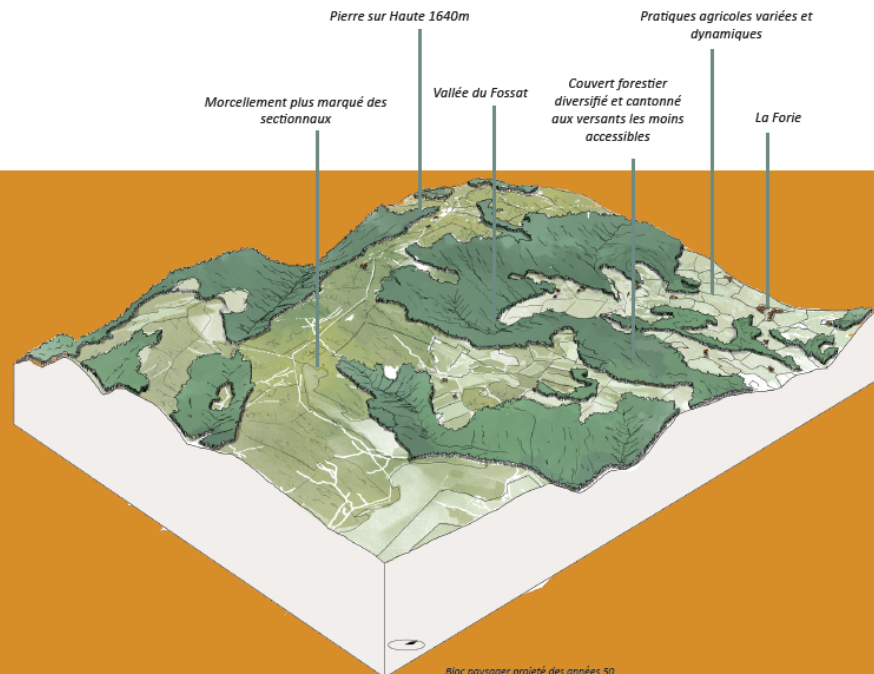 Pierre sur Haute 1640m
Pratiques agricoles variées et
dynamiques
Morcellement plus marqué des
sectionnaux
Vallée du Fossat
Couvert forestier
diversifié et cantonné
aux versants les moins
accessibles
La Forie
Bloc paysager projeté des années 50